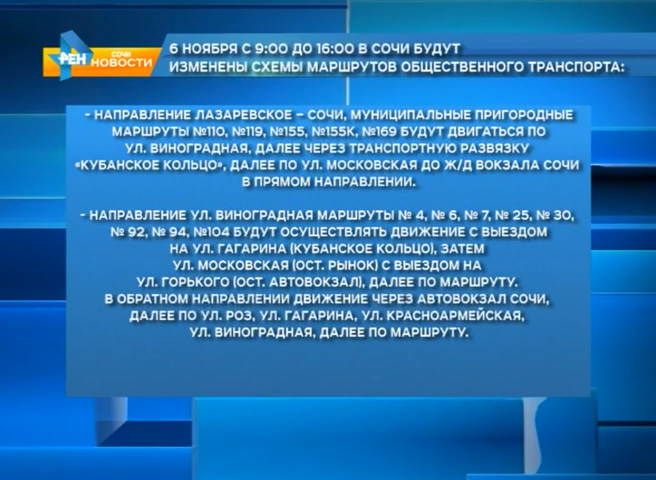 РЕН
СОЧИ
НОВОСТИ
6 НОЯБРЯ С 9:00 ДО 16:00 В СОЧИ БУДУТ
ИЗМЕНЕНЫ СХЕМЫ МАРШРУТОВ ОБЩЕСТВЕННОГО ТРАНСПОРТА:
- НАПРАВЛЕНИЕ ЛАЗАРЕВСКОЕ – СОЧИ, МУНИЦИПАЛЬНЫЕ ПРИГОРОДНЫЕ
МАРШРУТЫ №110, №119, №155, №155К, №169 БУДУТ ДВИГАТЬСЯ ПО
УЛ. ВИНОГРАДНАЯ, ДАЛЕЕ ЧЕРЕЗ ТРАНСПОРТНУЮ РАЗВЯЗКУ
«КУБАНСКОЕ КОЛЬЦО», ДАЛЕЕ ПО УЛ. МОСКОВСКАЯ ДО Ж/Д ВОКЗАЛА СОЧИ
В ПРЯМОМ НАПРАВЛЕНИИ.
- НАПРАВЛЕНИЕ УЛ. ВИНОГРАДНАЯ МАРШРУТЫ № 4, № 6, № 7, № 25, № 30,
№ 92, № 94, №104 БУДУТ ОСУЩЕСТВЛЯТЬ ДВИЖЕНИЕ С ВЫЕЗДОМ
НА УЛ. ГАГАРИНА (КУБАНСКОЕ КОЛЬЦО), ЗАТЕМ
УЛ. МОСКОВСКАЯ (ОСТ. РЫНОК) С ВЫЕЗДОМ НА
УЛ. ГОРЬКОГО (ОСТ. АВТОВОКЗАЛ), ДАЛЕЕ ПО МАРШРУТУ.
В ОБРАТНОМ НАПРАВЛЕНИИ ДВИЖЕНИЕ ЧЕРЕЗ АВТОВОКЗАЛ СОЧИ,
ДАЛЕЕ ПО УЛ. РОЗ, УЛ. ГАГАРИНА, УЛ. КРАСНОАРМЕЙСКАЯ,
УЛ. ВИНОГРАДНАЯ, ДАЛЕЕ ПО МАРШРУТУ.